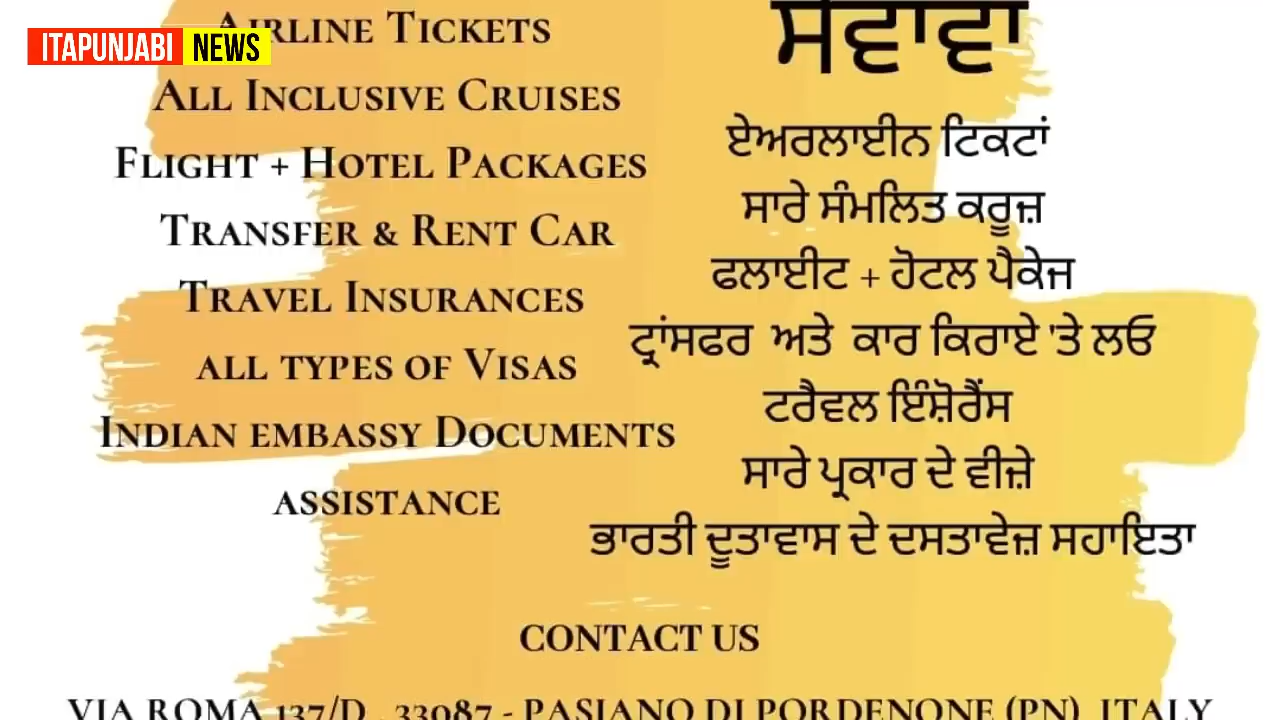 ITAPUNJABI NEWS
AIRLINE TICKETS
ALL INCLUSIVE CRUISES
FLIGHT + HOTEL PACKAGES
TRANSFER & RENT CAR
TRAVEL INSURANCES
ALL TYPES OF VISAS
INDIAN EMBASSY DOCUMENTS
ASSISTANCE
ਸੇਵਾਵਾਂ
ਏਅਰਲਾਈਨ ਟਿਕਟਾਂ
ਸਾਰੇ ਸੰਮਲਿਤ ਕਰੂਜ਼
ਫਲਾਈਟ + ਹੋਟਲ ਪੈਕੇਜ
ਟ੍ਰਾਂਸਫਰ ਅਤੇ ਕਾਰ ਕਿਰਾਏ 'ਤੇ ਲਓ
ਟਰੈਵਲ ਇੰਸ਼ੋਰੈਂਸ
ਸਾਰੇ ਪ੍ਰਕਾਰ ਦੇ ਵੀਜ਼ੇ
ਭਾਰਤੀ ਦੂਤਾਵਾਸ ਦੇ ਦਸਤਾਵੇਜ਼ ਸਹਾਇਤਾ
CONTACT US
VIA ROMA 137/D , 33087 - PASIANO DI PORDENONE (PN) ITALY